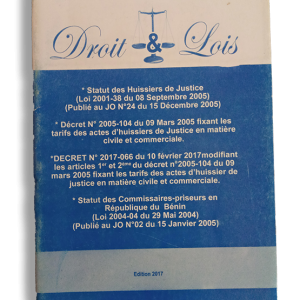 Droit & Lois
* Statut des Huissiers de Justice
(Loi 2001-38 du 08 Septembre 2005)
(Publié au JO N°24 du 15 Décembre 2005)
* Décret N° 2005-104 du 09 Mars 2005 fixant les
tarifs des actes d'huissiers de Justice en matière
civile et commerciale.
*DECRET N° 2017-066 du 10 février 2017modifiant
les articles 1er et 2ème du décret n°2005-104 du 09
mars 2005 fixant les tarifs des actes d'huissier de
justice en matière civile et commerciale.
* Statut des Commissaires-priseurs en
République du Bénin
(Loi 2004-04 du 29 Mai 2004)
(Publié au JO N°02 du 15 Janvier 2005)
Edition 2017